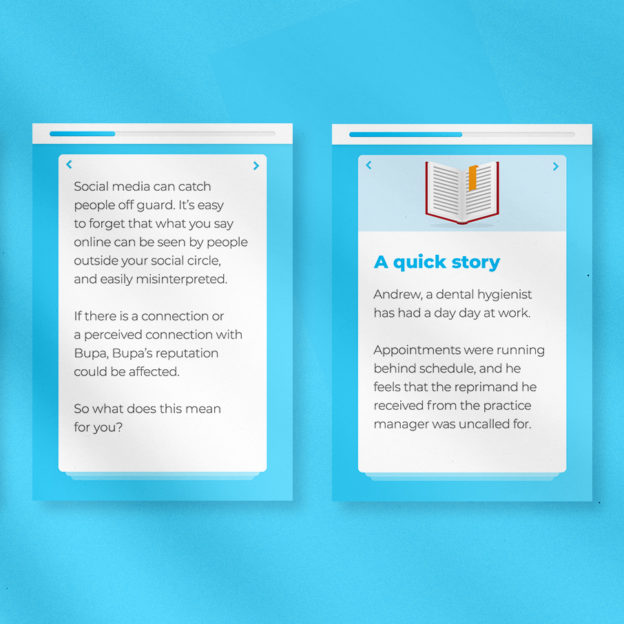 Social media can catch
people off guard. It's easy
to forget that what you say
online can be seen by people
outside your social circle,
and easily misinterpreted.
If there is a connection or
a perceived connection with
Bupa, Bupa's reputation
could be affected.
So what does this mean
for you?
A quick story
Andrew, a dental hygienist
has had a day day at work.
Appointments were running
behind schedule, and he
feels that the reprimand he
received from the practice
manager was uncalled for.